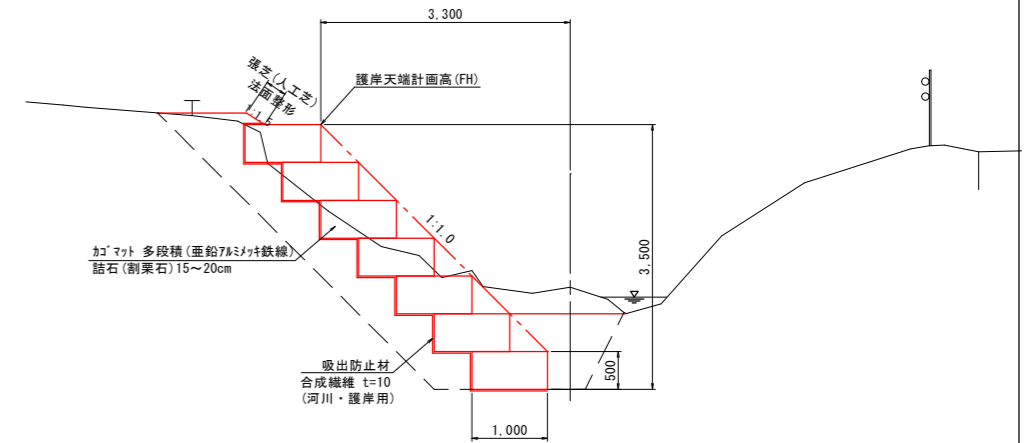 3,300
張芝(人工芝)
法面整形
1:1.5
護岸天端計画高(FH)
1:1.0
3,500
カゴマット 多段積(亜鉛アルミメッキ鉄線)
詰石(割栗石)15～20cm
吸出防止材
合成繊維 t=10
(河川・護岸用)
500
1,000